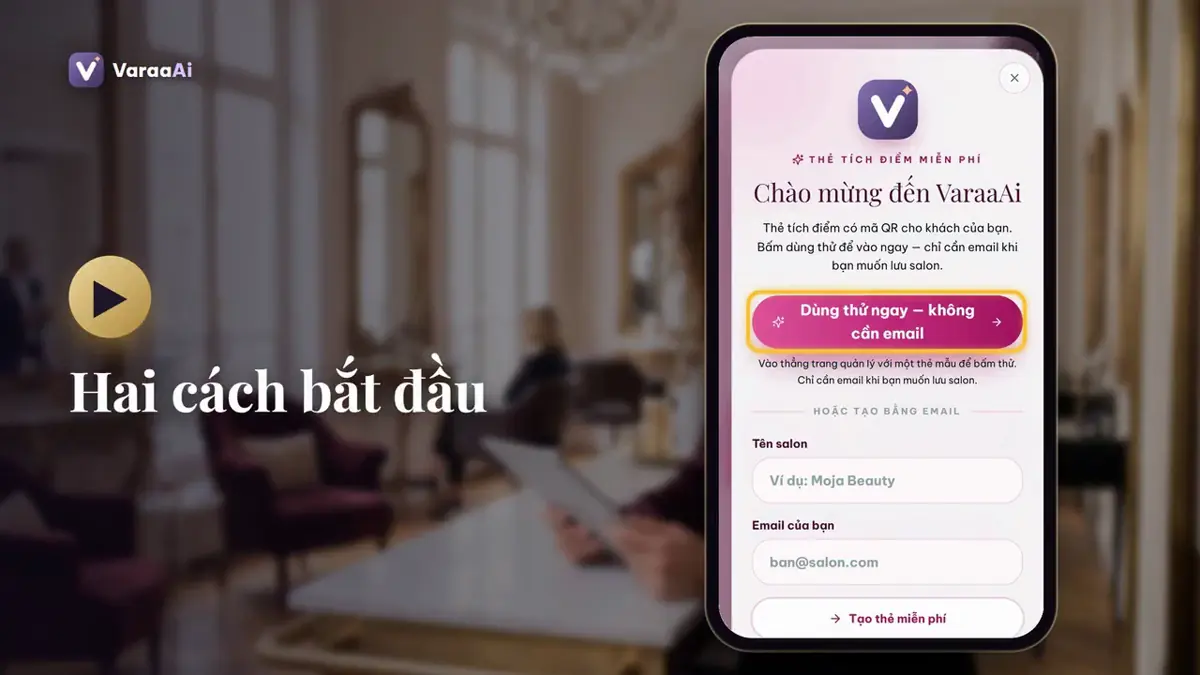 VaraaAi
Hai cách bắt đầu
THẺ TÍCH ĐIỂM MIỄN PHÍ
Chào mừng đến VaraaAi
Thẻ tích điểm có mã QR cho khách của bạn.
Bấm dùng thử để vào ngay — chỉ cần email khi
bạn muốn lưu salon.
Dùng thử ngay — không
cần email
Vào thẳng trang quản lý với một thẻ mẫu để bấm thử.
Chỉ cần email khi bạn muốn lưu salon.
HOẶC TẠO BẰNG EMAIL
Tên salon
Ví dụ: Moja Beauty
Email của bạn
ban@salon.com
Tạo thẻ miễn phí